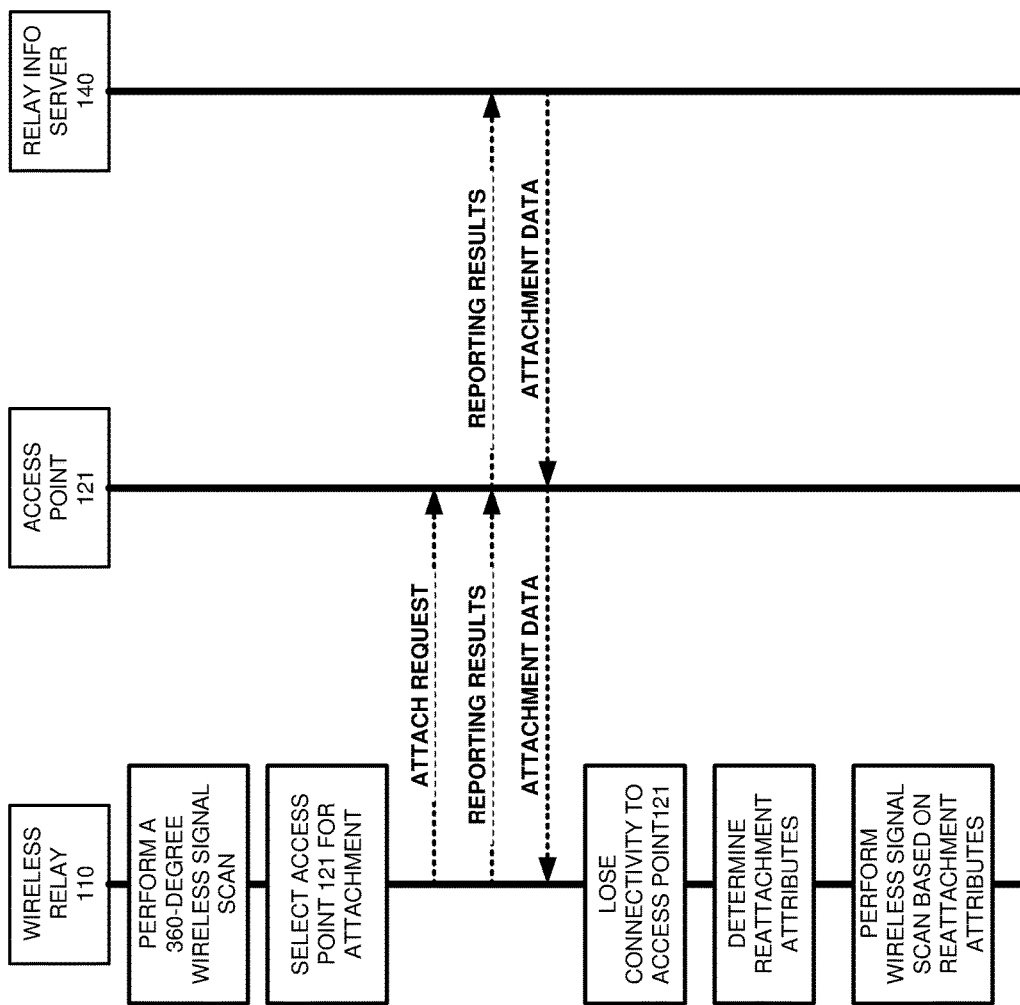 WIRELESS
RELAY
110
ACCESS
POINT
121
RELAY INFO
SERVER
140
PERFORM A
360-DEGREE
WIRELESS SIGNAL
SCAN
SELECT ACCESS
POINT 121 FOR
ATTACHMENT
ATTACH REQUEST
REPORTING RESULTS
REPORTING RESULTS
ATTACHMENT DATA
ATTACHMENT DATA
LOSE
CONNECTIVITY TO
ACCESS POINT121
DETERMINE
REATTACHMENT
ATTRIBUTES
PERFORM
WIRELESS SIGNAL
SCAN BASED ON
REATTACHMENT
ATTRIBUTES